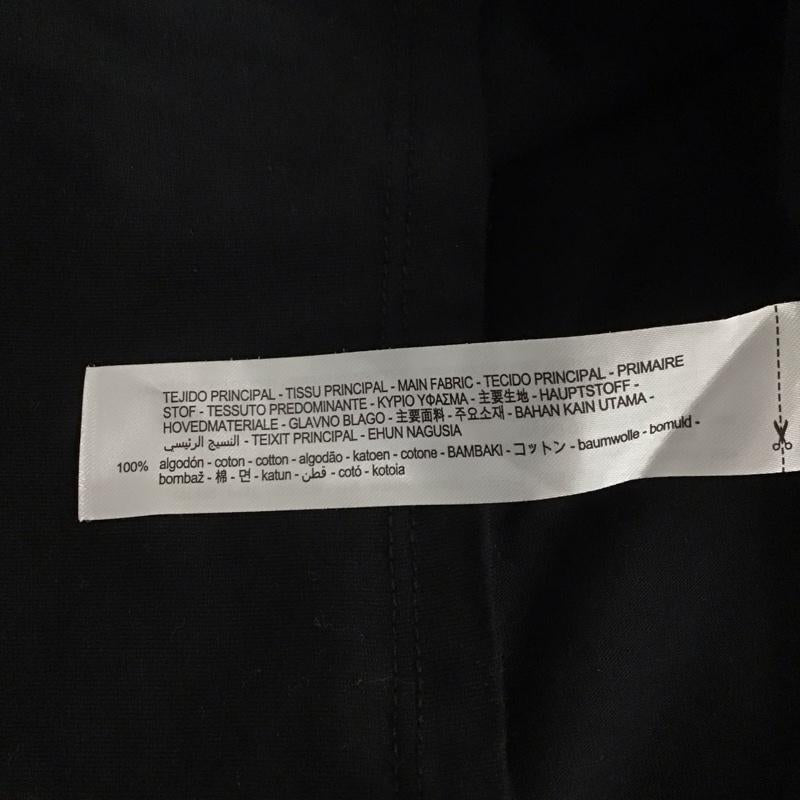 TEJIDO PRINCIPAL - TISSU PRINCIPAL - MAIN FABRIC - TECIDO PRINCIPAL - PRIMAIRE
STOF - TESSUTO PREDOMINANTE - ΚΥΡΙΟ ΥΦΑΣΜΑ - 主要生地 - HAUPTSTOFF -
HOVEDMATERIALE - GLAVNO BLAGO - 主要面料 - 주요소재 - BAHAN KAIN UTAMA -
النسيج الرئيسي - TEIXIT PRINCIPAL - EHUN NAGUSIA
100% algodón - coton - cotton - algodão - katoen - cotone - BAMBAKI - コットン - baumwolle - bomuld -
bombaž - 棉 - 면 - katun - قطن - cotó - kotoia